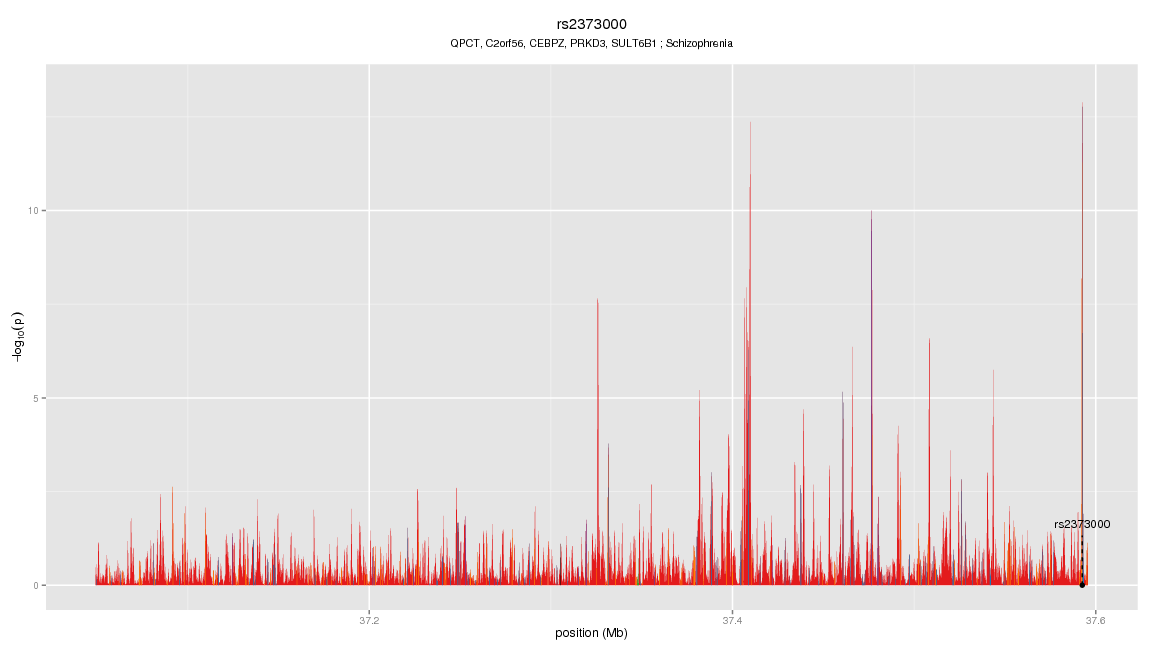 rs2373000
QPCT, C2orf56, CEBPZ, PRKD3, SULT6B1 ; Schizophrenia
10
5
0
−log10(p)
rs2373000
37.2
37.4
37.6
position (Mb)